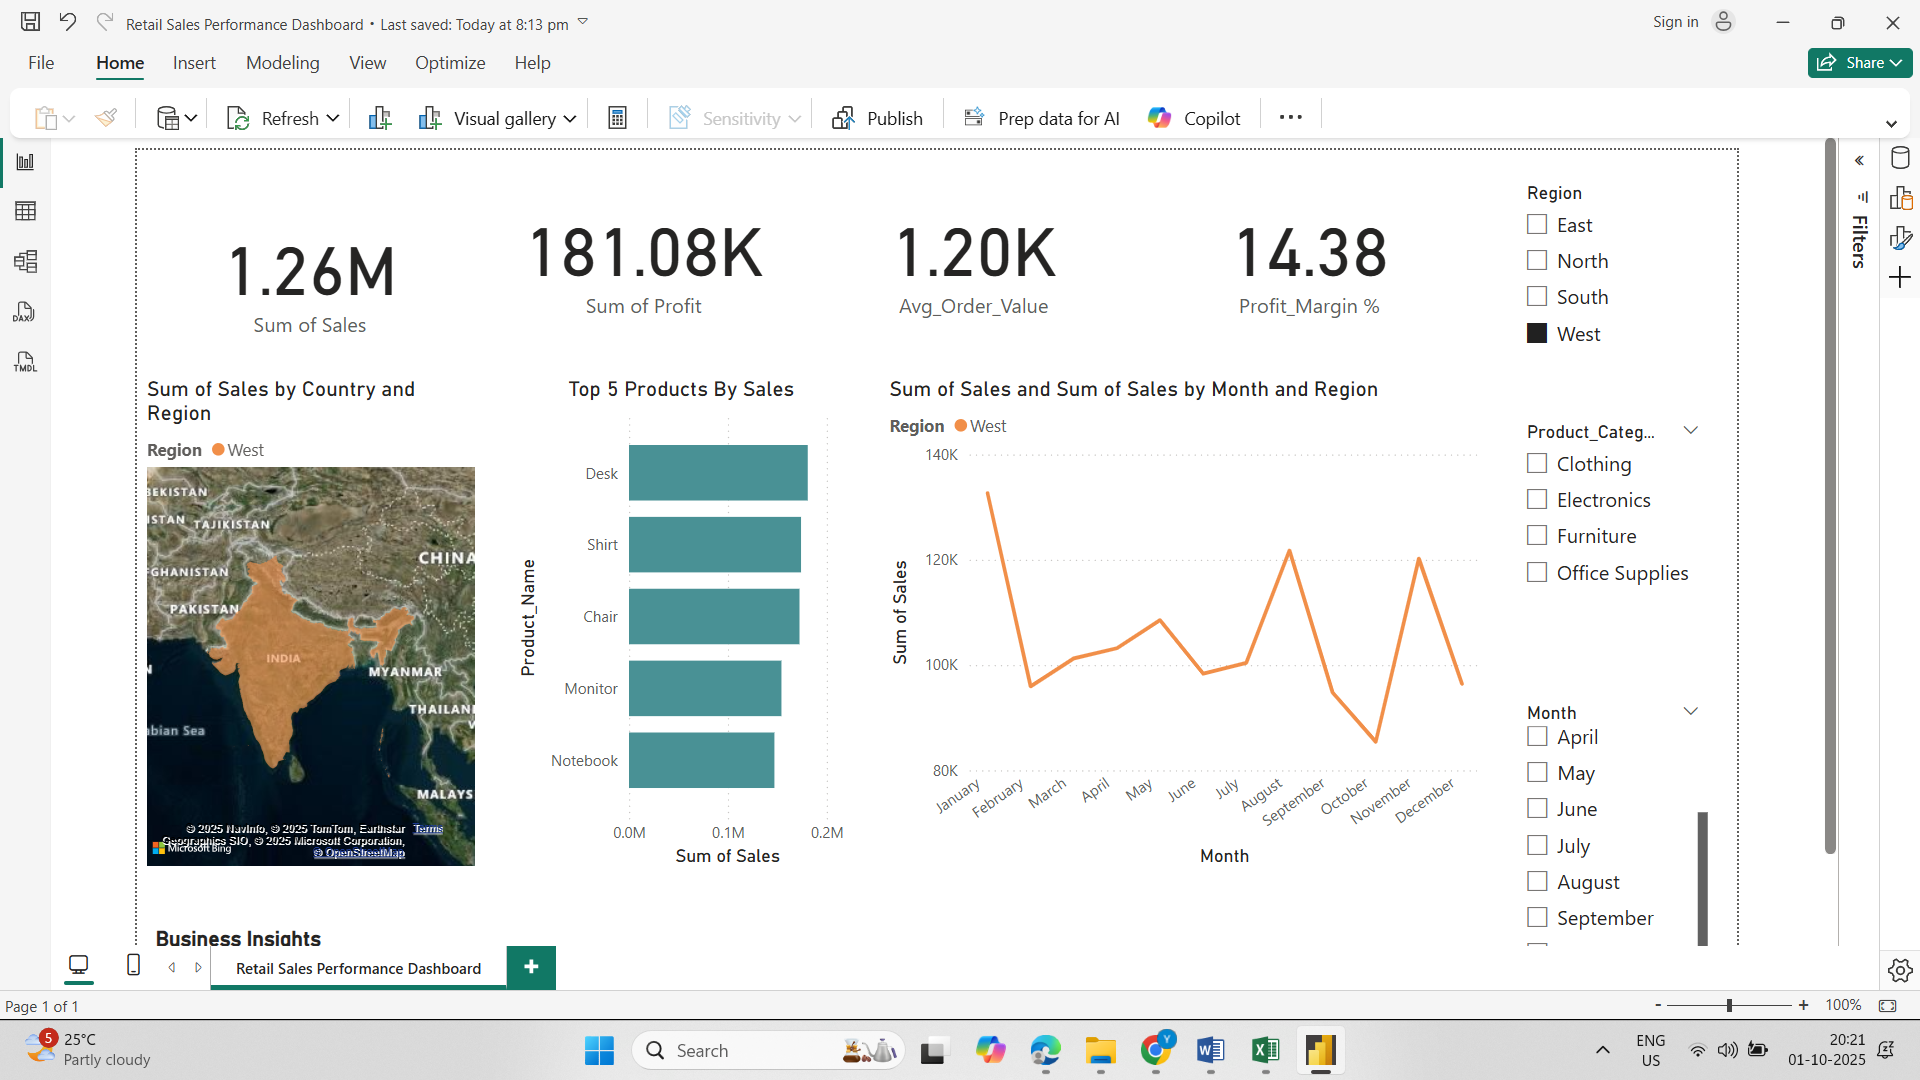 Retail Sales Performance Dashboard • Last saved: Today at 8:13 pm
Sign in
File
Home
Insert
Modeling
View
Optimize
Help
Share
Refresh
Visual gallery
Sensitivity
Publish
Prep data for AI
Copilot
DAX
TMDL
1.26M
Sum of Sales
181.08K
Sum of Profit
1.20K
Avg_Order_Value
14.38
Profit_Margin %
Region
East
North
South
West
Filters
Sum of Sales by Country and
Region
Region West
BEKISTAN
ISTAN
TAJIKISTAN
CHINA
GHANISTAN
PAKISTAN
INDIA
MYANMAR
THAILAN
bian Sea
MALAYS
© 2025 NavInfo, © 2025 TomTom, Earthstar Terms
Geographics SIO, © 2025 Microsoft Corporation,
Microsoft Bing
© OpenStreetMap
Top 5 Products By Sales
Product_Name
Desk
Shirt
Chair
Monitor
Notebook
0.0M 0.1M 0.2M
Sum of Sales
Sum of Sales and Sum of Sales by Month and Region
Region West
Sum of Sales
140K
120K
100K
80K
January February March April May June July August September October November December
Month
Product_Categ...
Clothing
Electronics
Furniture
Office Supplies
Month
April
May
June
July
August
September
Business Insights
Retail Sales Performance Dashboard
Page 1 of 1
- + 100%
5
25°C
Partly cloudy
Search
Y
ENG
US
20:21
01-10-2025